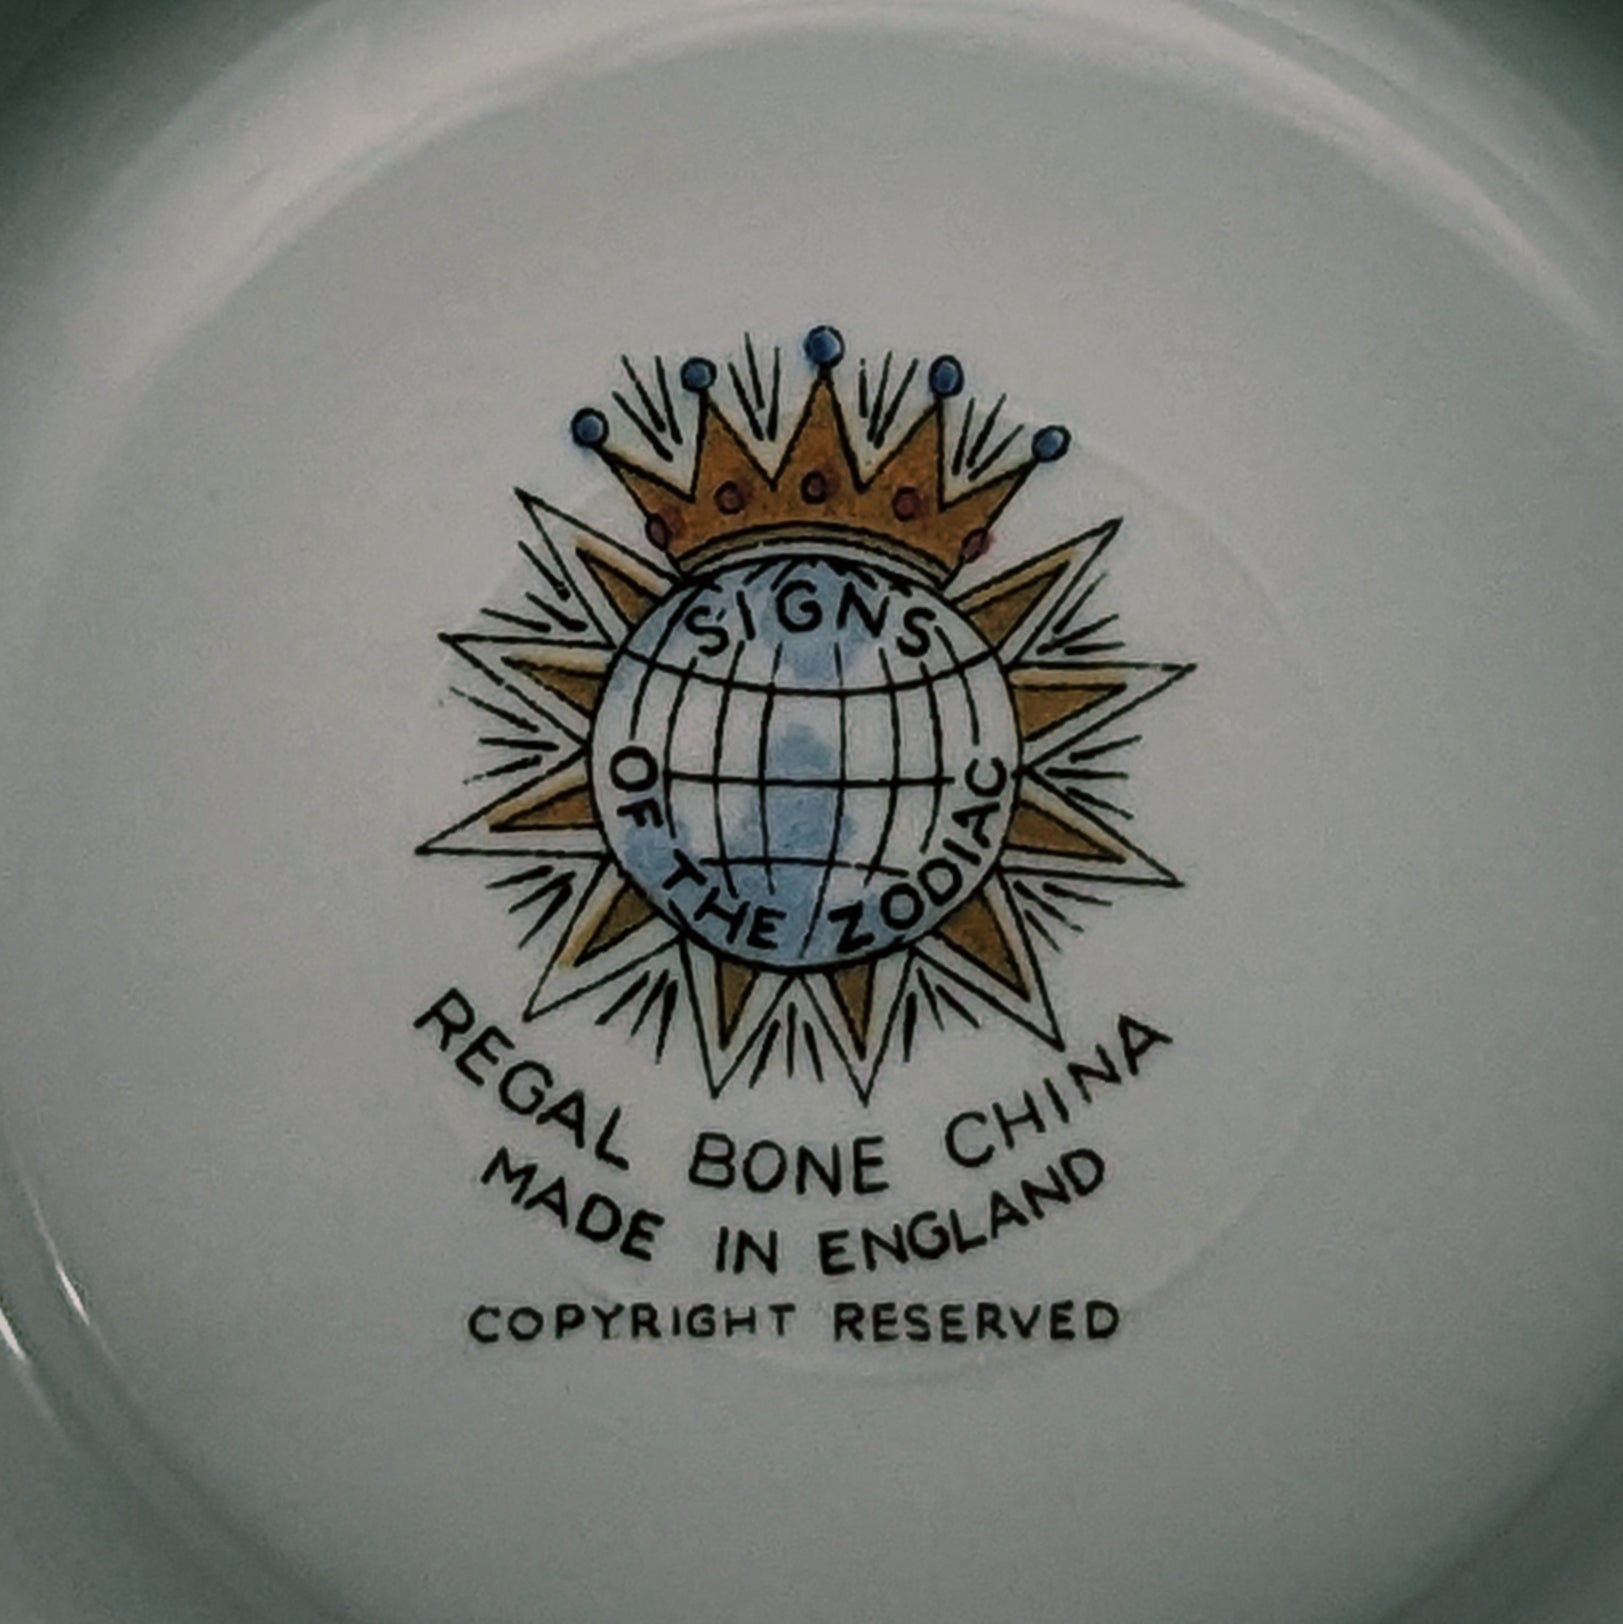 SIGNS
OF THE ZODIAC
REGAL BONE CHINA
MADE IN ENGLAND
COPYRIGHT RESERVED